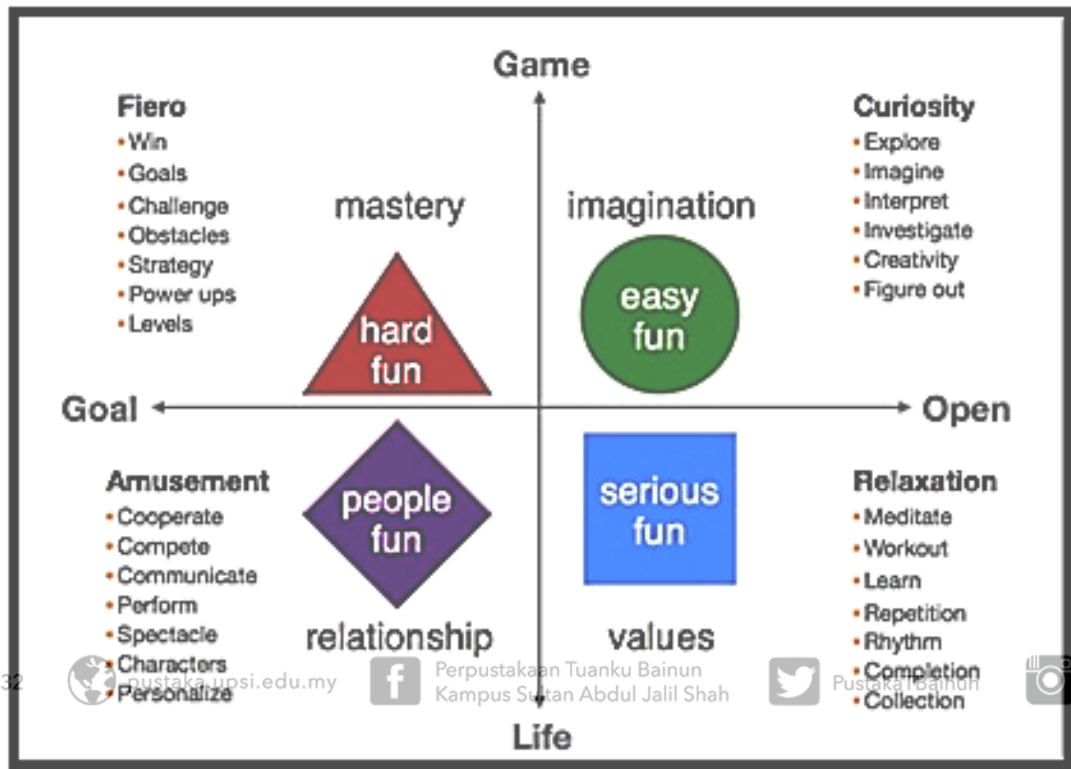 Game
Fiero
• Win
• Goals
• Challenge
• Obstacles
• Strategy
• Power ups
• Levels
mastery
hard
fun
imagination
easy
fun
Curiosity
• Explore
• Imagine
• Interpret
• Investigate
• Creativity
• Figure out
Goal
Open
Amusement
• Cooperate
• Compete
• Communicate
• Perform
• Spectacle
• Characters
• Personalize
people
fun
relationship
serious
fun
values
Relaxation
• Meditate
• Workout
• Learn
• Repetition
• Rhythm
• Completion
• Collection
Life
32
pustaka.upsi.edu.my
f
Perpustakaan Tuanku Bainun
Kampus Sultan Abdul Jalil Shah
PustakaTBainun